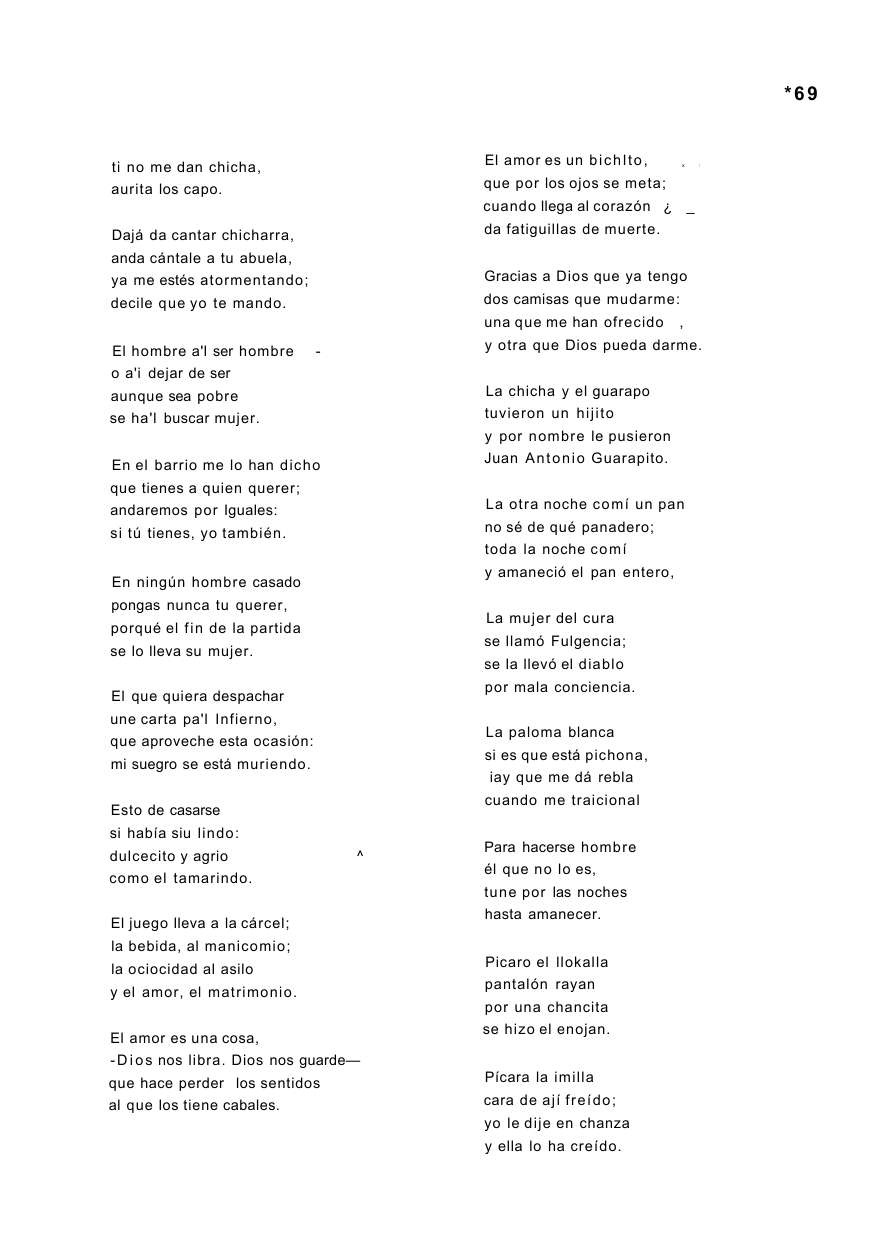 *69
ti no me dan chicha,
aurita los capo.

Dajá da cantar chicharra,
anda cántale a tu abuela,
ya me estés atormentando;
decile que yo te mando.

El hombre a'l ser hombre -
o a'i dejar de ser
aunque sea pobre
se ha'l buscar mujer.

En el barrio me lo han dicho
que tienes a quien querer;
andaremos por Iguales:
si tú tienes, yo también.

En ningún hombre casado
pongas nunca tu querer,
porqué el fin de la partida
se lo lleva su mujer.

El que quiera despachar
une carta pa'l Infierno,
que aproveche esta ocasión:
mi suegro se está muriendo.

Esto de casarse
si había siu lindo:
dulcecito y agrio ^
como el tamarindo.

El juego lleva a la cárcel;
la bebida, al manicomio;
la ociocidad al asilo
y el amor, el matrimonio.

El amor es una cosa,
-Dios nos libra. Dios nos guarde—
que hace perder los sentidos
al que los tiene cabales.

El amor es un bichIto,
que por los ojos se meta;
cuando llega al corazón ¿ _
da fatiguillas de muerte.

Gracias a Dios que ya tengo
dos camisas que mudarme:
una que me han ofrecido ,
y otra que Dios pueda darme.

La chicha y el guarapo
tuvieron un hijito
y por nombre le pusieron
Juan Antonio Guarapito.

La otra noche comí un pan
no sé de qué panadero;
toda la noche comí
y amaneció el pan entero,

La mujer del cura
se llamó Fulgencia;
se la llevó el diablo
por mala conciencia.

La paloma blanca
si es que está pichona,
iay que me dá rebla
cuando me traicional

Para hacerse hombre
él que no lo es,
tune por las noches
hasta amanecer.

Picaro el llokalla
pantalón rayan
por una chancita
se hizo el enojan.

Pícara la imilla
cara de ají freído;
yo le dije en chanza
y ella lo ha creído.